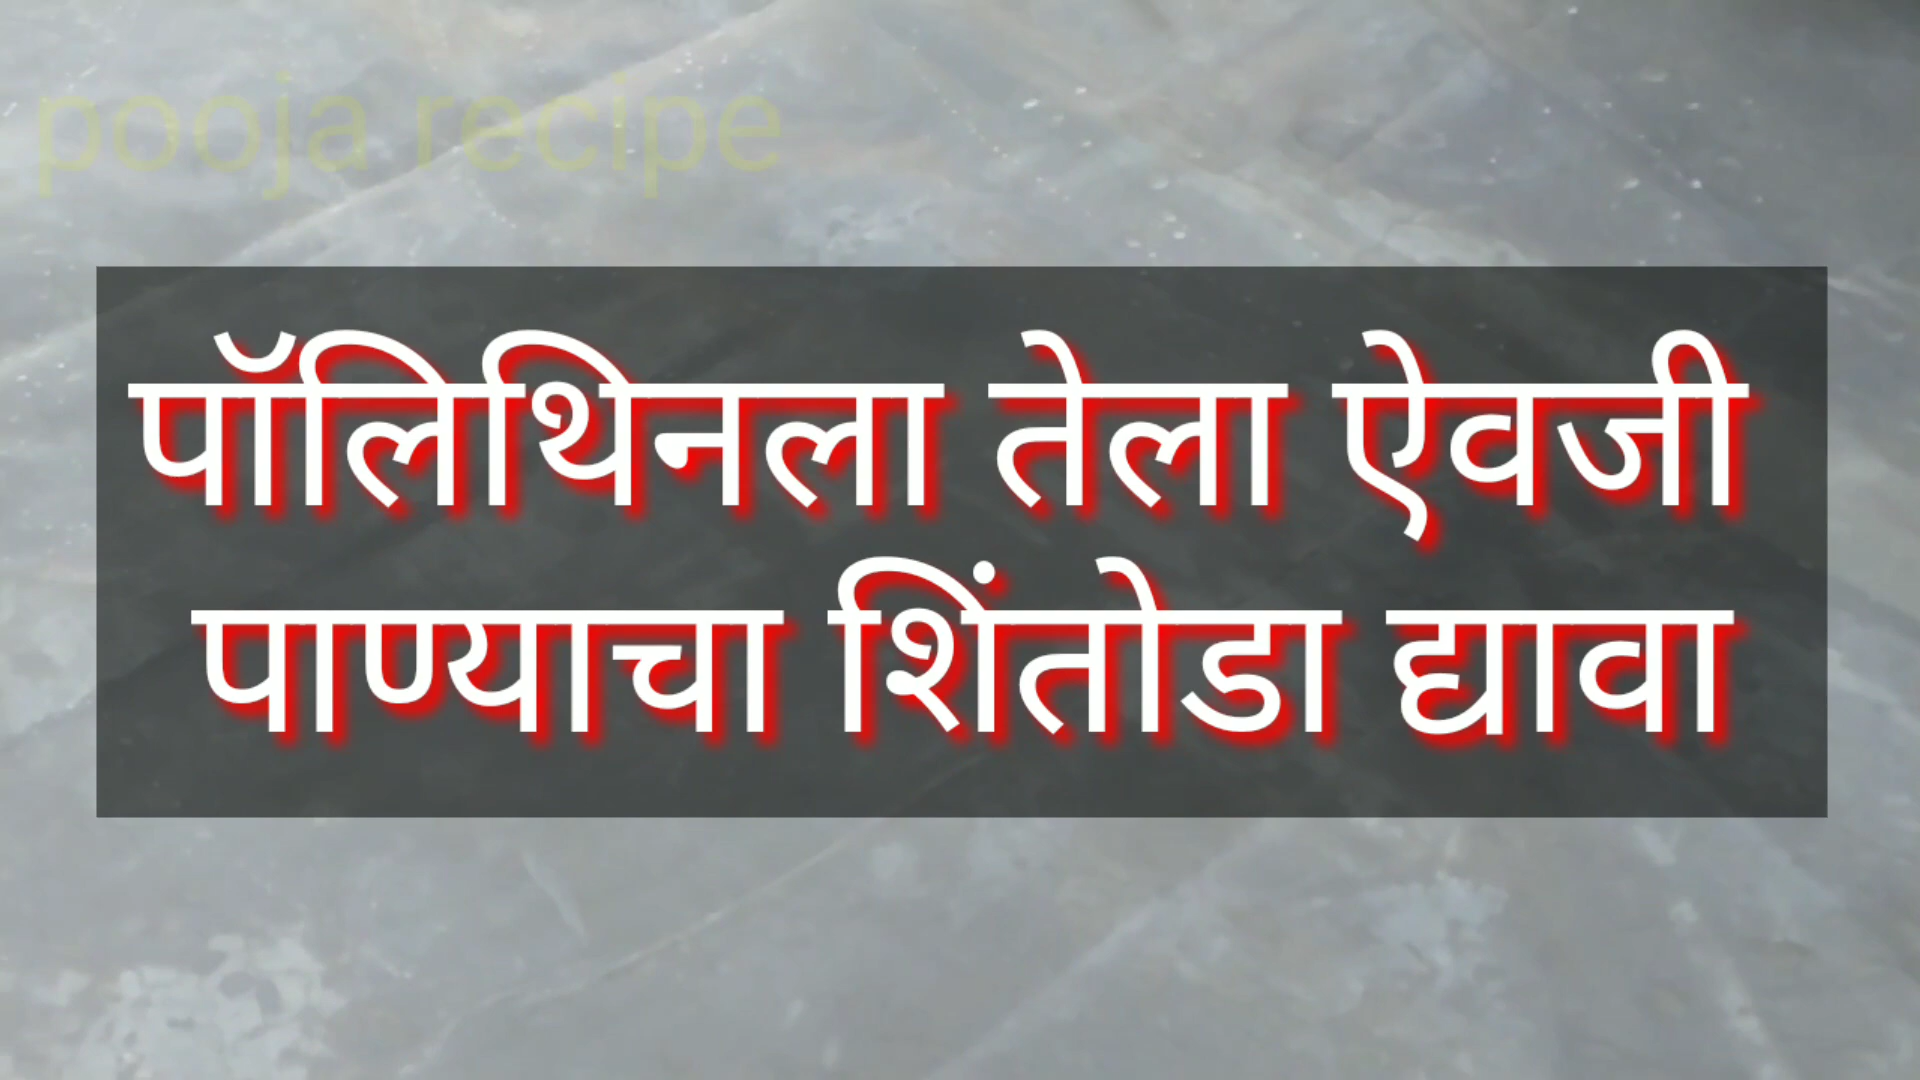 pooja recipe
पॉलिथिनला तेला ऐवजी
पाण्याचा शिंतोडा द्यावा